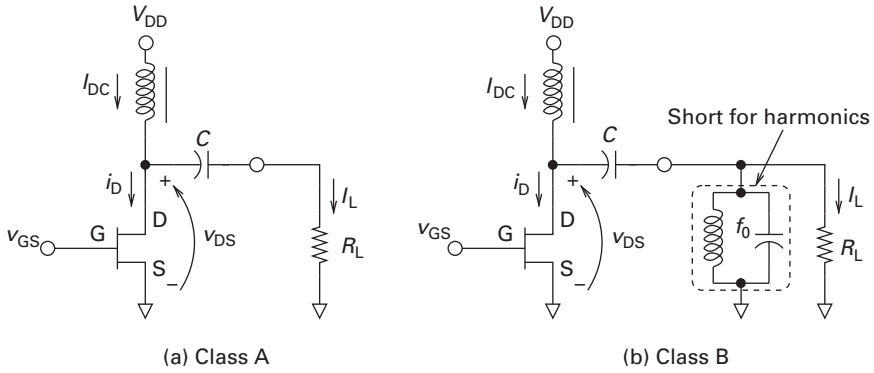 V_DD
I_DC
C
i_D
+
D
v_GS
G
v_DS
S
−
I_L
R_L
(a) Class A
V_DD
I_DC
Short for harmonics
C
i_D
+
D
v_GS
G
v_DS
S
−
f_0
I_L
R_L
(b) Class B